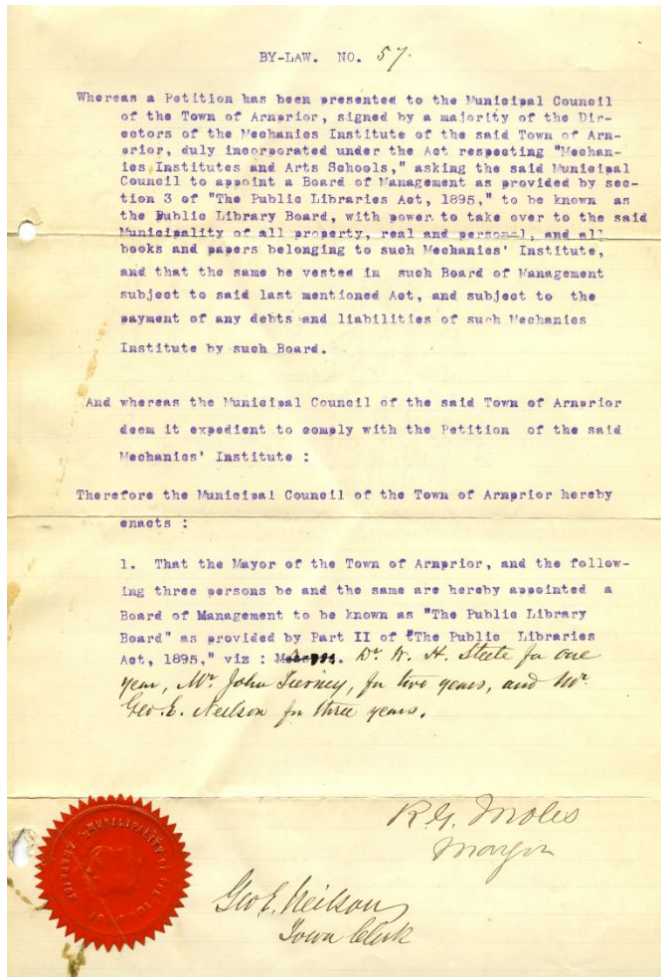 BY-LAW. NO. 57.
Whereas a Petition has been presented to the Municipal Council
of the Town of Arnprior, signed by a majority of the Dir-
ectors of the Mechanics Institute of the said Town of Arn-
prior, duly incorporated under the Act respecting "Mechan-
ics Institutes and Arts Schools," asking the said Municipal
Council to appoint a Board of Management as provided by sec-
tion 3 of "The Public Libraries Act, 1895," to be known as
the Public Library Board, with power to take over to the said
Municipality of all property, real and personal, and all
books and papers belonging to such Mechanics' Institute,
and that the same be vested in such Board of Management
subject to said last mentioned Act, and subject to the
payment of any debts and liabilities of such Mechanics
Institute by such Board.
And whereas the Municipal Council of the said Town of Arnprior
deem it expedient to comply with the Petition of the said
Mechanics' Institute :
Therefore the Municipal Council of the Town of Arnprior hereby
enacts :
1. That the Mayor of the Town of Arnprior, and the follow-
ing three persons be and the same are hereby appointed a
Board of Management to be known as "The Public Library
Board" as provided by Part II of "The Public Libraries
Act, 1895," viz : Dr W. H. Steele for one
year, Mr. John Tierney, for two years, and Mr
Geo. E. Neilson for three years.
R. G. Moles
Mayor
Geo E. Neilson
Town Clerk
MUNICIPALITY OF THE TOWN OF ARNPRIOR